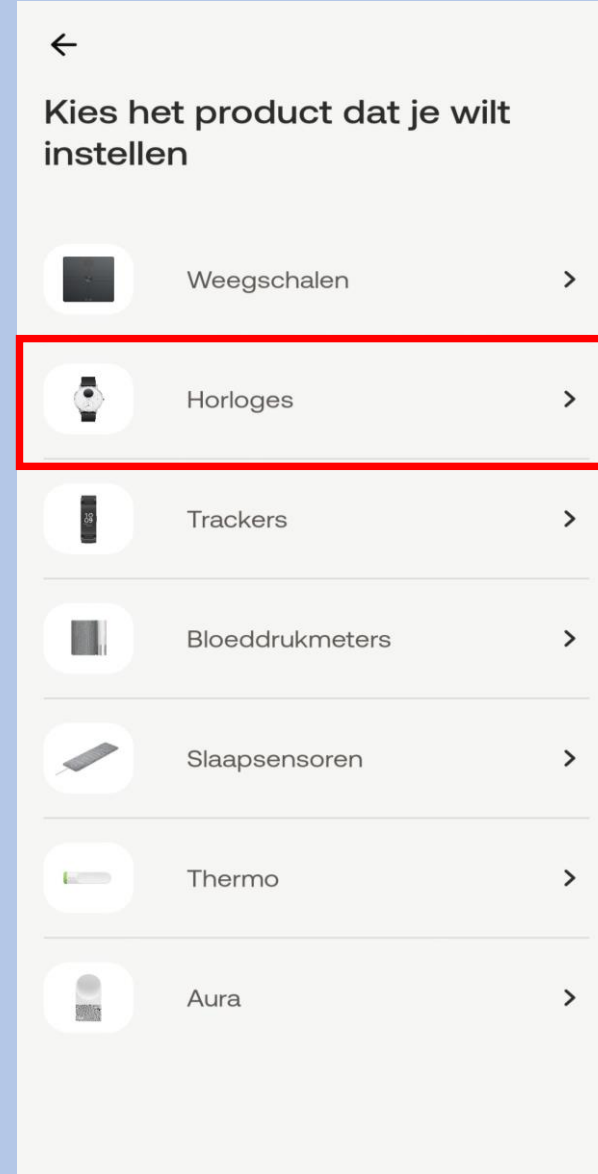 Kies het product dat je wilt
instellen
Weegschalen
Horloges
Trackers
Bloeddrukmeters
Slaapsensoren
Thermo
Aura